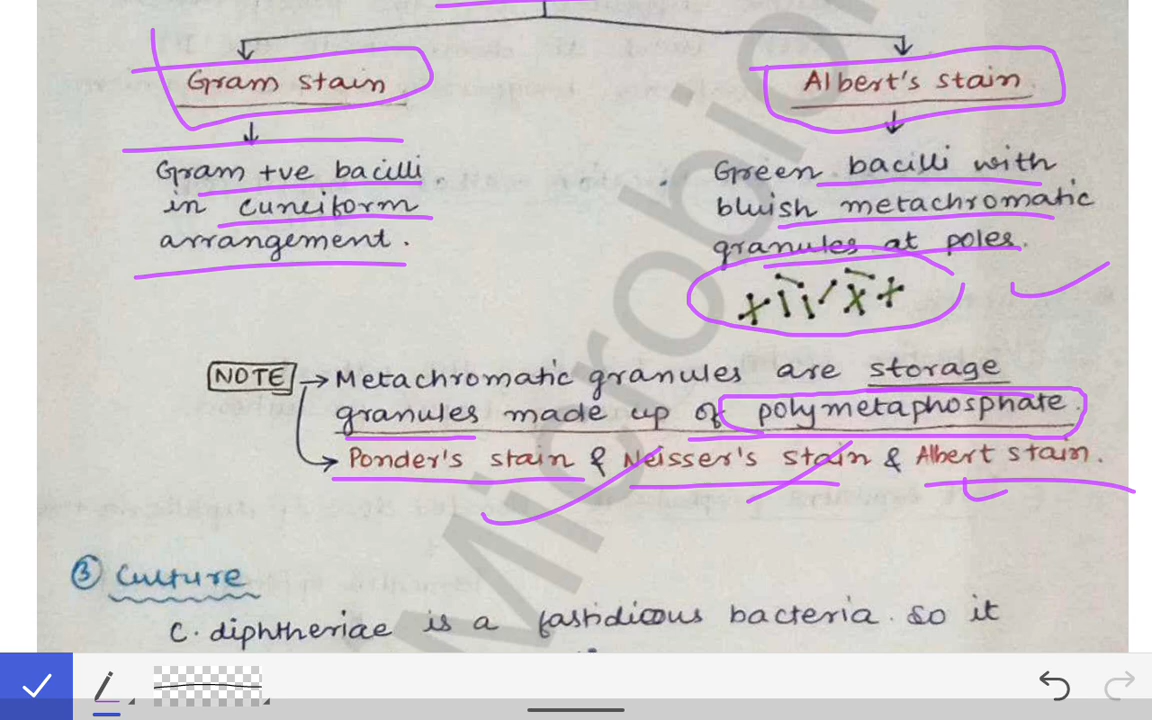 Gram stain
Albert's stain
Gram +ve bacilli
in cuneiform
arrangement.
Green bacilli with
bluish metachromatic
granules at poles.
NOTE → Metachromatic granules are storage
granules made up of polymetaphosphate.
→ Ponder's stain & Neisser's stain & Albert stain.
③ Culture
C. diphtheriae is a fastidious bacteria. So it